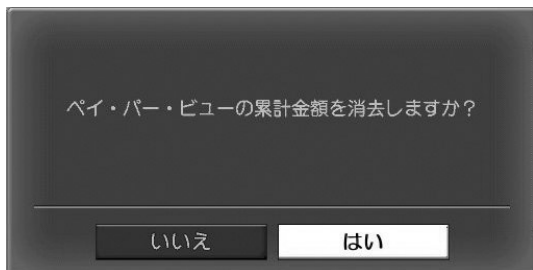 ペイ・パー・ビューの累計金額を消去しますか？
いいえ はい